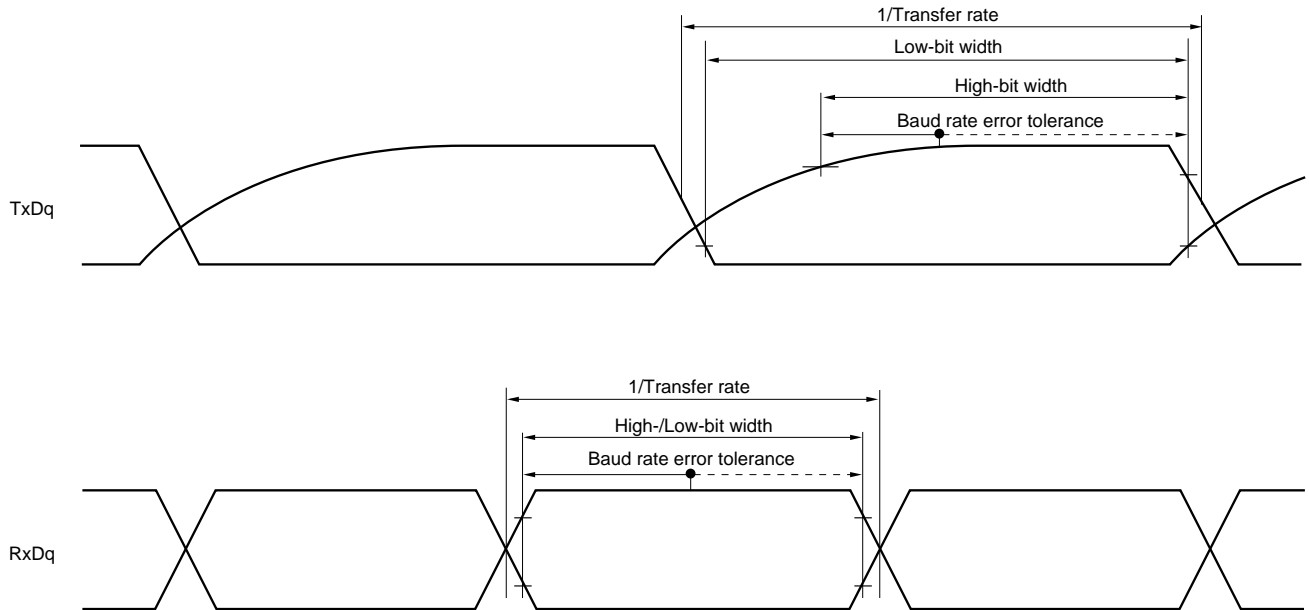 1/Transfer rate
Low-bit width
High-bit width
Baud rate error tolerance
TxDq
1/Transfer rate
High-/Low-bit width
Baud rate error tolerance
RxDq